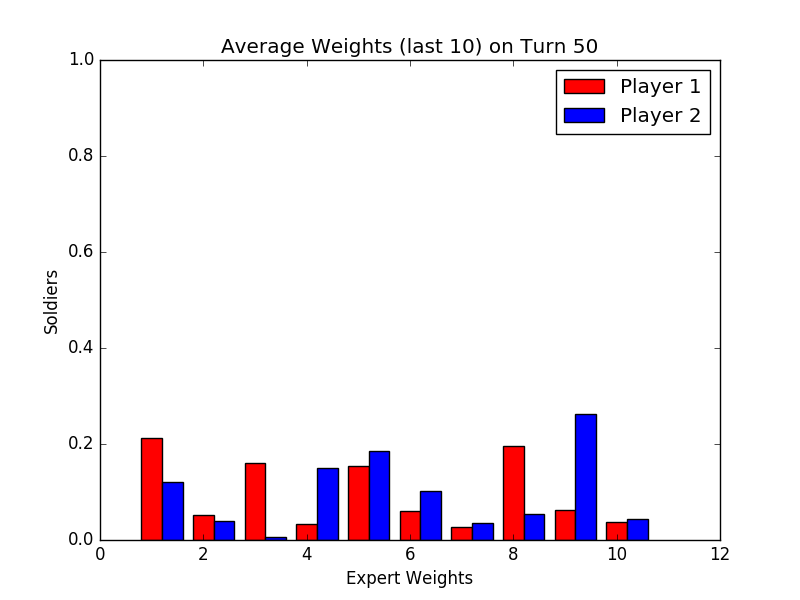 Average Weights (last 10) on Turn 50
Player 1
Player 2
1.0
0.8
0.6
0.4
0.2
0.0
Soldiers
0 2 4 6 8 10 12
Expert Weights